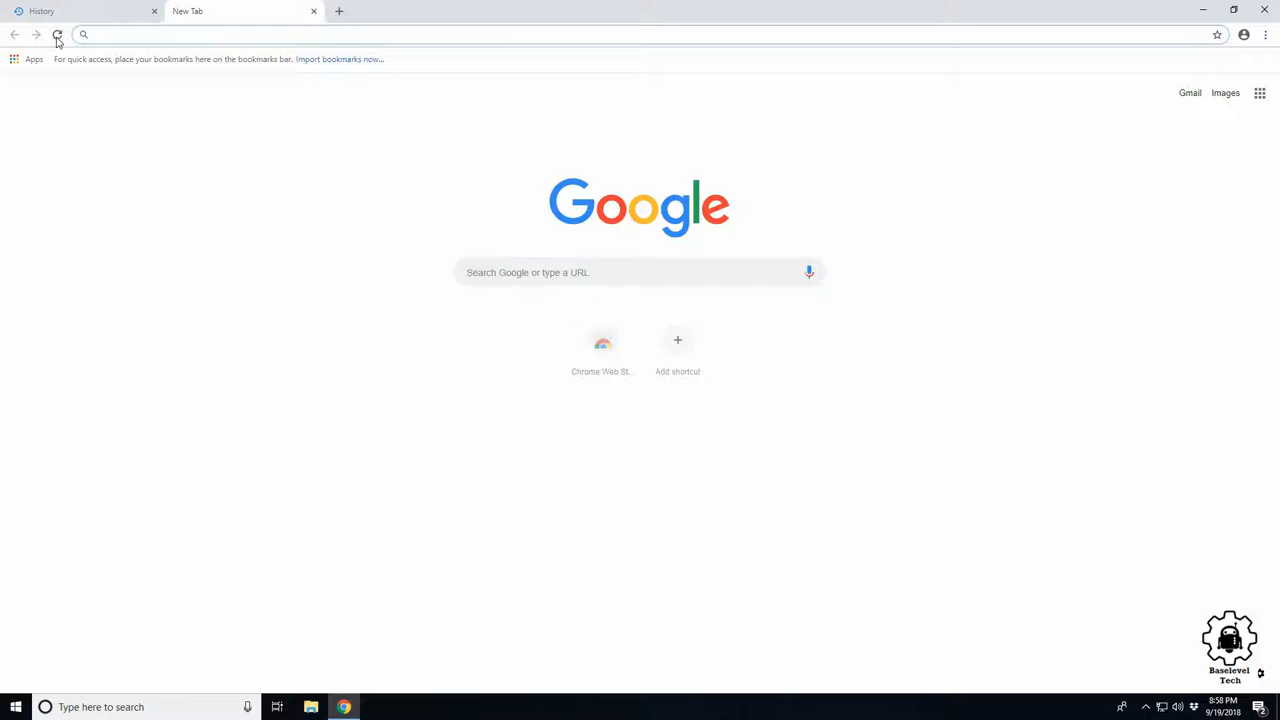 History
New Tab
Apps
For quick access, place your bookmarks here on the bookmarks bar. Import bookmarks now...
Gmail
Images
Google
Search Google or type a URL
Chrome Web St...
Add shortcut
Baselevel
Tech
Type here to search
8:58 PM
9/19/2018
2